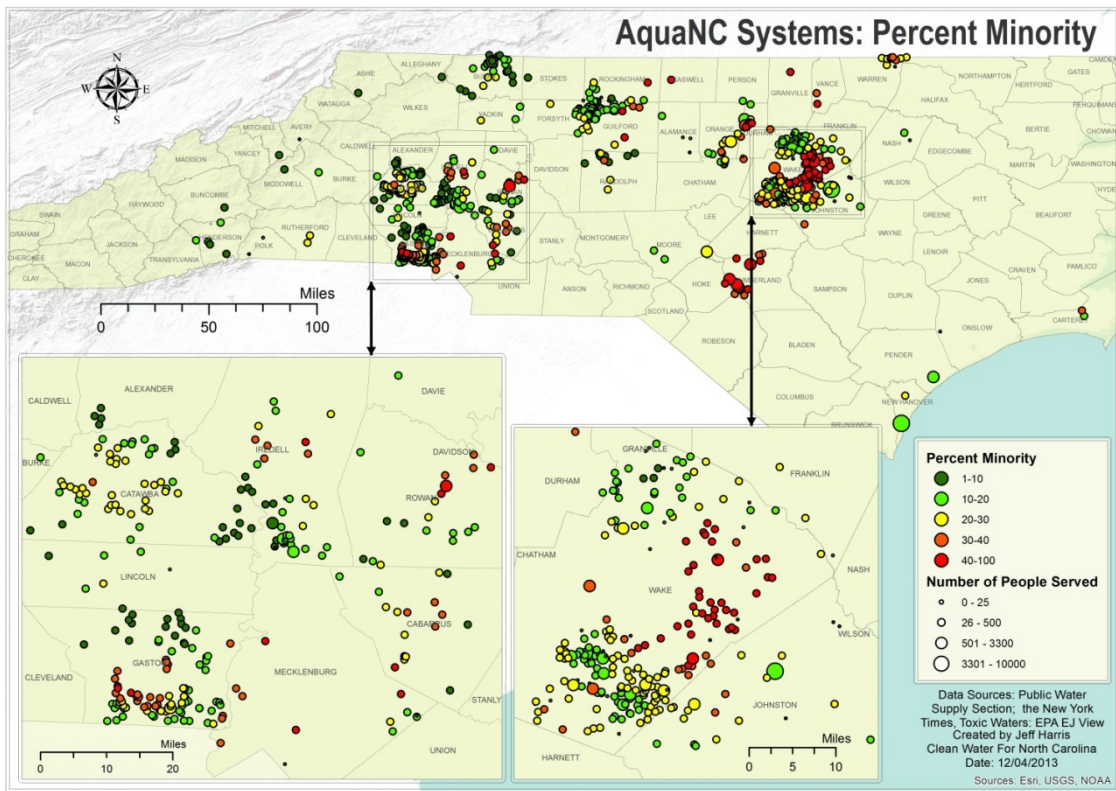 AquaNC Systems: Percent Minority
N
W
E
S
ALLEGHANY
ASHE
STOKES
ROCKINGHAM
PERSON
VANCE
WARREN
NORTHAMPTON
GATES
HERTFORD
GRANVILLE
HALIFAX
WATAUGA
WILKES
YADKIN
FORSYTH
GUILFORD
ALAMANCE
ORANGE
FRANKLIN
NASH
BERTIE
MITCHELL
AVERY
CALDWELL
ALEXANDER
DAVIE
EDGECOMBE
MADISON
YANCEY
BURKE
DAVIDSON
RANDOLPH
CHATHAM
WAKE
WILSON
MARTIN
MCDOWELL
BUNCOMBE
HAYWOOD
SWAIN
GRAHAM
JACKSON
CHEROKEE
MACON
CLAY
HENDERSON
TRANSYLVANIA
POLK
RUTHERFORD
CLEVELAND
STANLY
MONTGOMERY
MOORE
LEE
HARNETT
JOHNSTON
WAYNE
GREENE
PITT
BEAUFORT
LENOIR
CRAVEN
PAMLICO
JONES
UNION
ANSON
RICHMOND
HOKE
SCOTLAND
SAMPSON
DUPLIN
ONSLOW
ROBESON
BLADEN
PENDER
COLUMBUS
NEW HANOVER
BRUNSWICK
Miles
0 50 100
ALEXANDER
CALDWELL
DAVIE
BURKE
IREDELL
DAVIDSON
CATAWBA
ROWAN
LINCOLN
CABARRUS
GASTON
CLEVELAND
MECKLENBURG
STANLY
UNION
Miles
0 10 20
GRANVILLE
FRANKLIN
DURHAM
CHATHAM
NASH
WAKE
WILSON
JOHNSTON
HARNETT
Miles
0 5 10
Percent Minority
1-10
10-20
20-30
30-40
40-100
Number of People Served
0 - 25
26 - 500
501 - 3300
3301 - 10000
Data Sources: Public Water
Supply Section; the New York
Times, Toxic Waters: EPA EJ View
Created by Jeff Harris
Clean Water For North Carolina
Date: 12/04/2013
Sources: Esri, USGS, NOAA